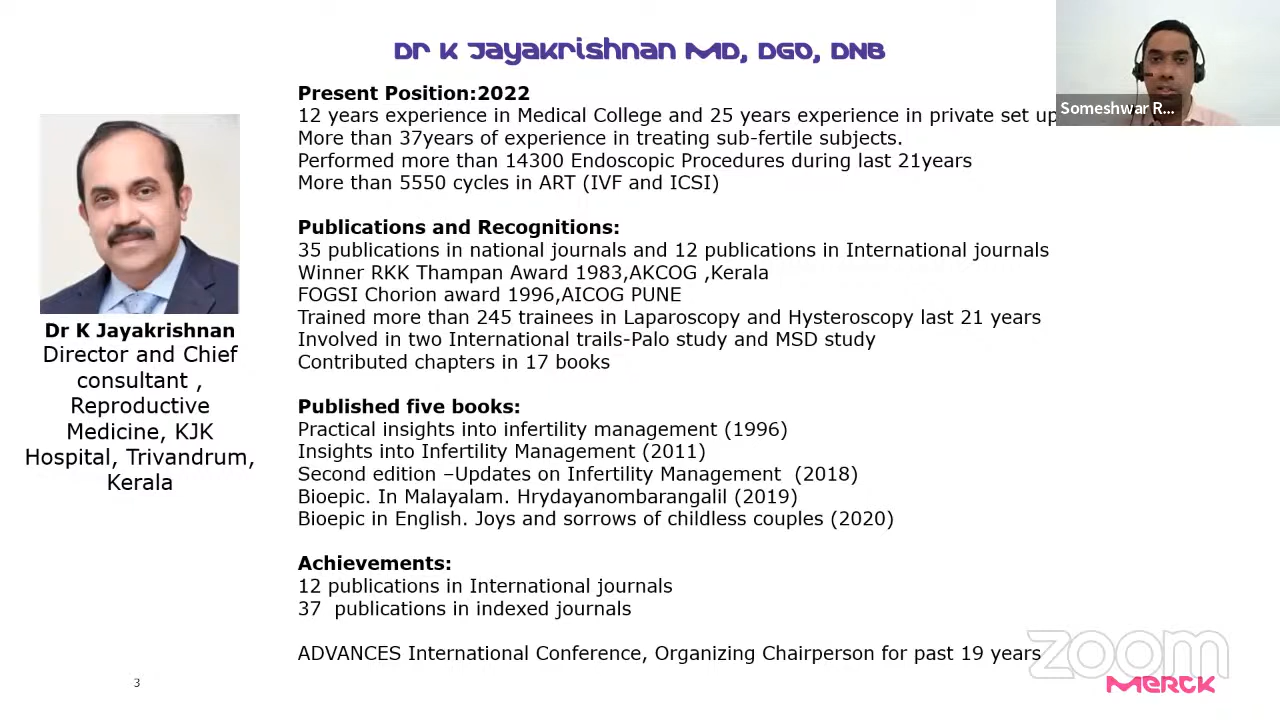 Dr K Jayakrishnan MD, DGO, DNB
Someshwar R...
Present Position:2022
12 years experience in Medical College and 25 years experience in private set up
More than 37years of experience in treating sub-fertile subjects.
Performed more than 14300 Endoscopic Procedures during last 21years
More than 5550 cycles in ART (IVF and ICSI)
Publications and Recognitions:
35 publications in national journals and 12 publications in International journals
Winner RKK Thampan Award 1983,AKCOG ,Kerala
FOGSI Chorion award 1996,AICOG PUNE
Trained more than 245 trainees in Laparoscopy and Hysteroscopy last 21 years
Involved in two International trails-Palo study and MSD study
Contributed chapters in 17 books
Published five books:
Practical insights into infertility management (1996)
Insights into Infertility Management (2011)
Second edition –Updates on Infertility Management (2018)
Bioepic. In Malayalam. Hrydayanombarangalil (2019)
Bioepic in English. Joys and sorrows of childless couples (2020)
Achievements:
12 publications in International journals
37 publications in indexed journals
ADVANCES International Conference, Organizing Chairperson for past 19 years
Dr K Jayakrishnan
Director and Chief
consultant ,
Reproductive
Medicine, KJK
Hospital, Trivandrum,
Kerala
3
zoom
MERCK